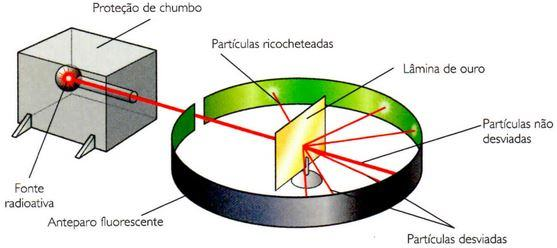 Proteção de chumbo
Partículas ricocheteadas
Lâmina de ouro
Partículas não
desviadas
Fonte
radioativa
Anteparo fluorescente
Partículas desviadas